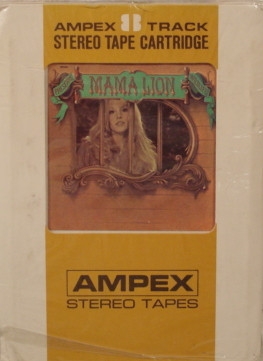 AMPEX 8 TRACK
STEREO TAPE CARTRIDGE
MAMA LION
AMPEX
STEREO TAPES